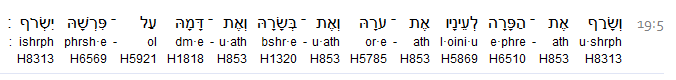 19:5 וְשָׂרַף אֶת ־ הַפָּרָה לְעֵינָיו אֶת ־ עֹרָהּ וְאֶת ־ בְּשָׂרָהּ וְאֶת ־ דָּמָהּ עַל ־ פִּרְשָׁהּ יִשְׂרֹף :
: ishrph phrsh·e - ol dm·e - u·ath bshr·e - u·ath or·e - ath l·oini·u e·phre - ath u·shrph
H8313 H6569 H5921 H1818 H853 H1320 H853 H5785 H853 H5869 H6510 H853 H8313